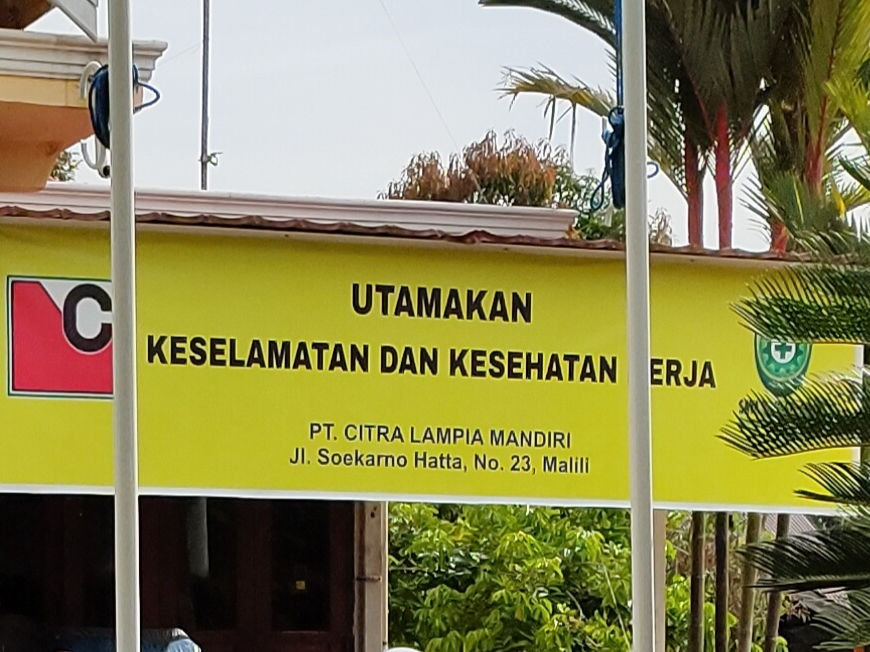 C
UTAMAKAN
KESELAMATAN DAN KESEHATAN ERJA
PT. CITRA LAMPIA MANDIRI
Jl. Soekarno Hatta, No. 23, Malili